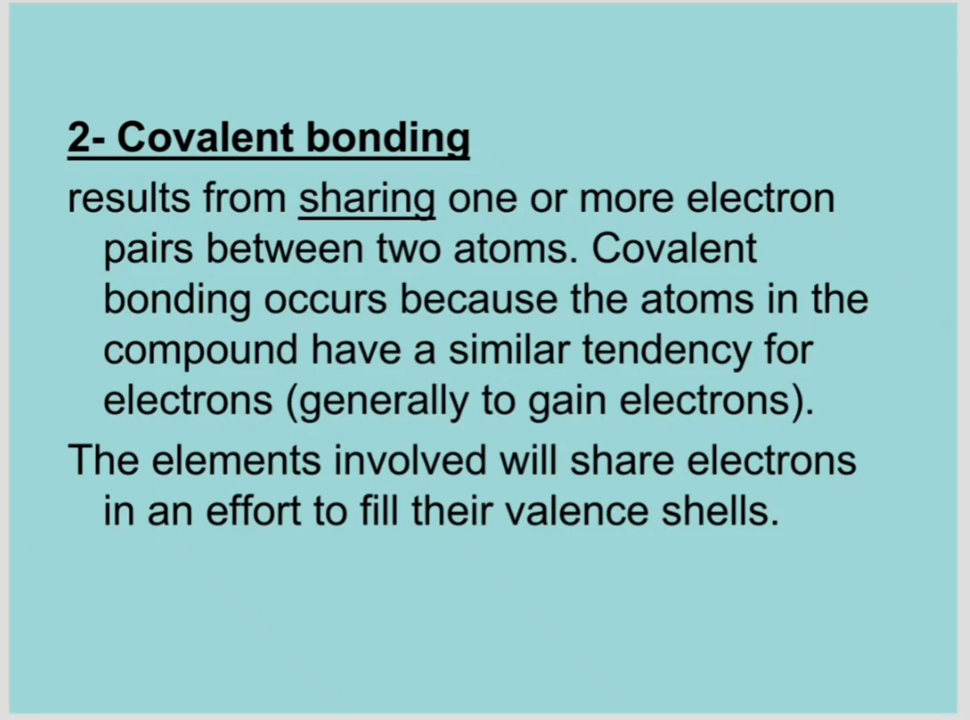 2- Covalent bonding
results from sharing one or more electron
pairs between two atoms. Covalent
bonding occurs because the atoms in the
compound have a similar tendency for
electrons (generally to gain electrons).
The elements involved will share electrons
in an effort to fill their valence shells.